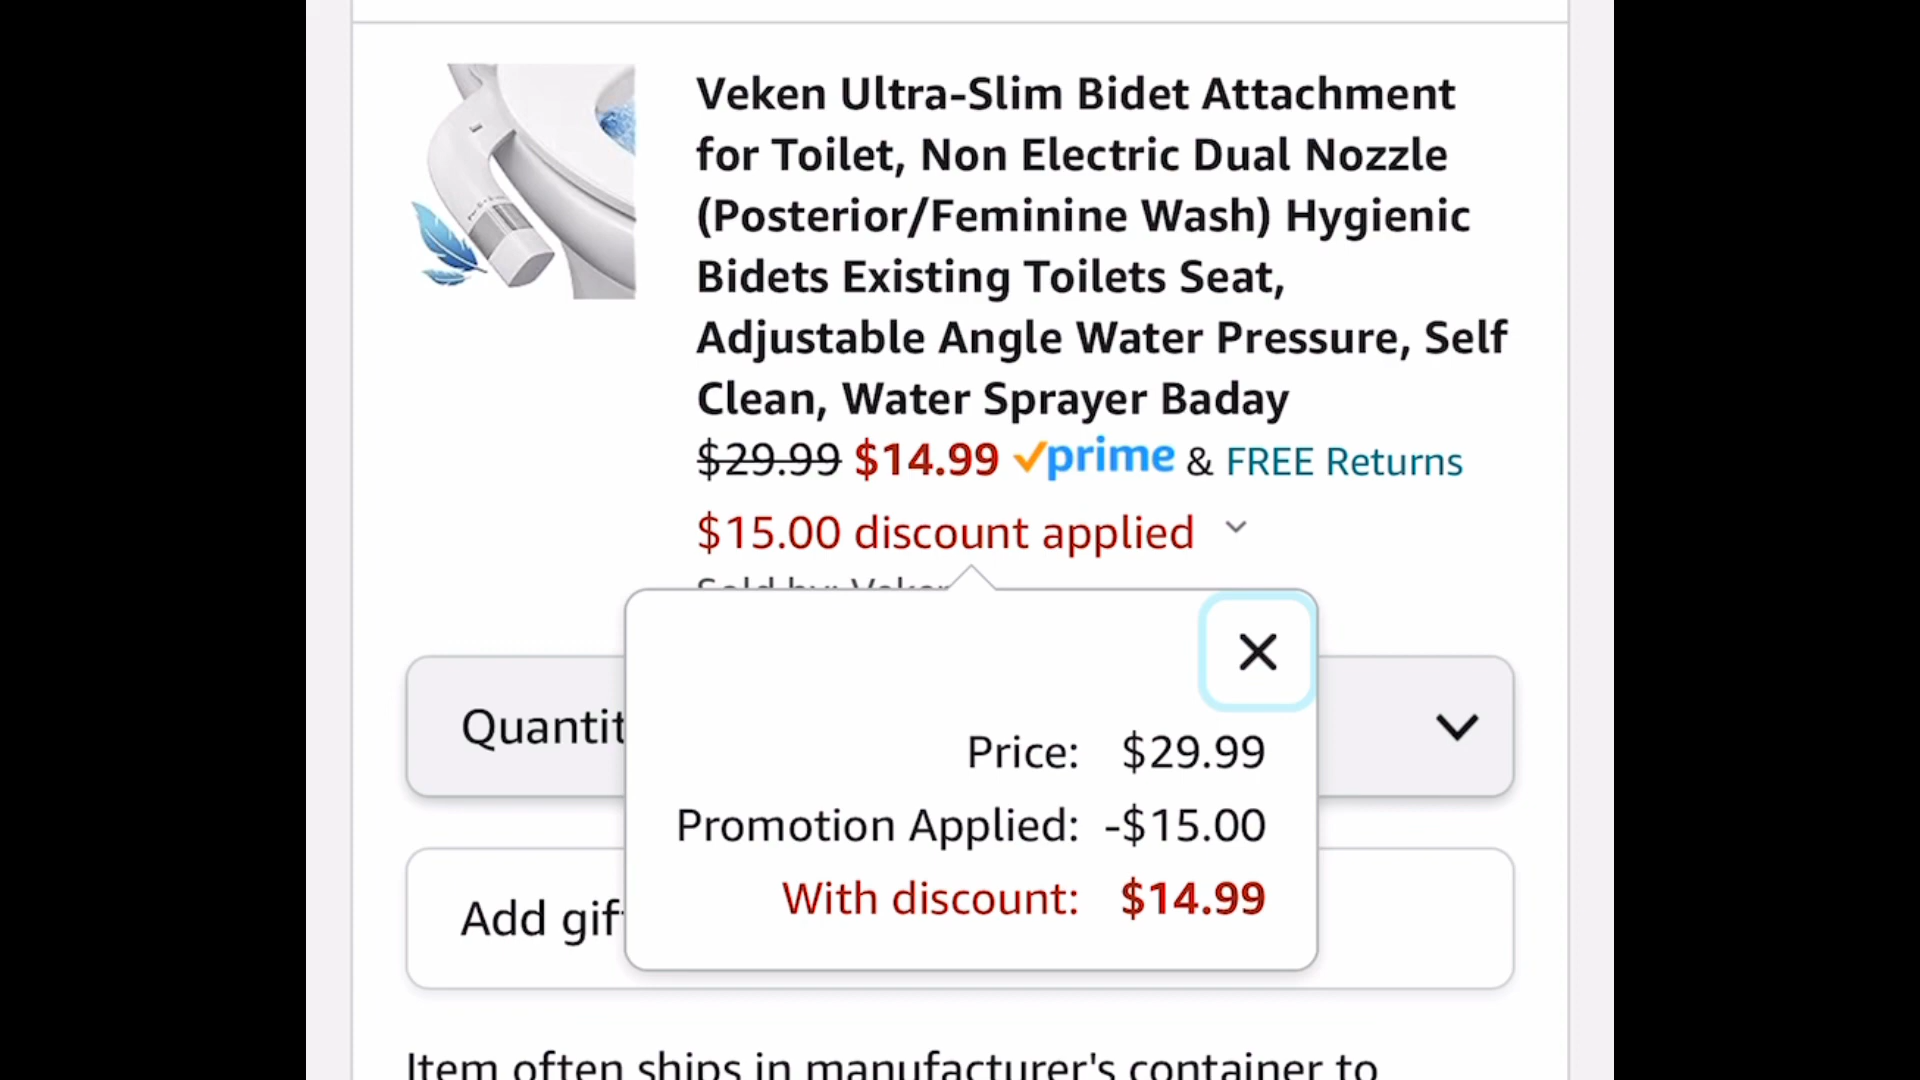 Veken Ultra-Slim Bidet Attachment
for Toilet, Non Electric Dual Nozzle
(Posterior/Feminine Wash) Hygienic
Bidets Existing Toilets Seat,
Adjustable Angle Water Pressure, Self
Clean, Water Sprayer Baday
$29.99 $14.99 prime & FREE Returns
$15.00 discount applied
Sold by: Veken
Price: $29.99
Quantit
Promotion Applied: -$15.00
With discount: $14.99
Add gif
Item often ships in manufacturer's container to